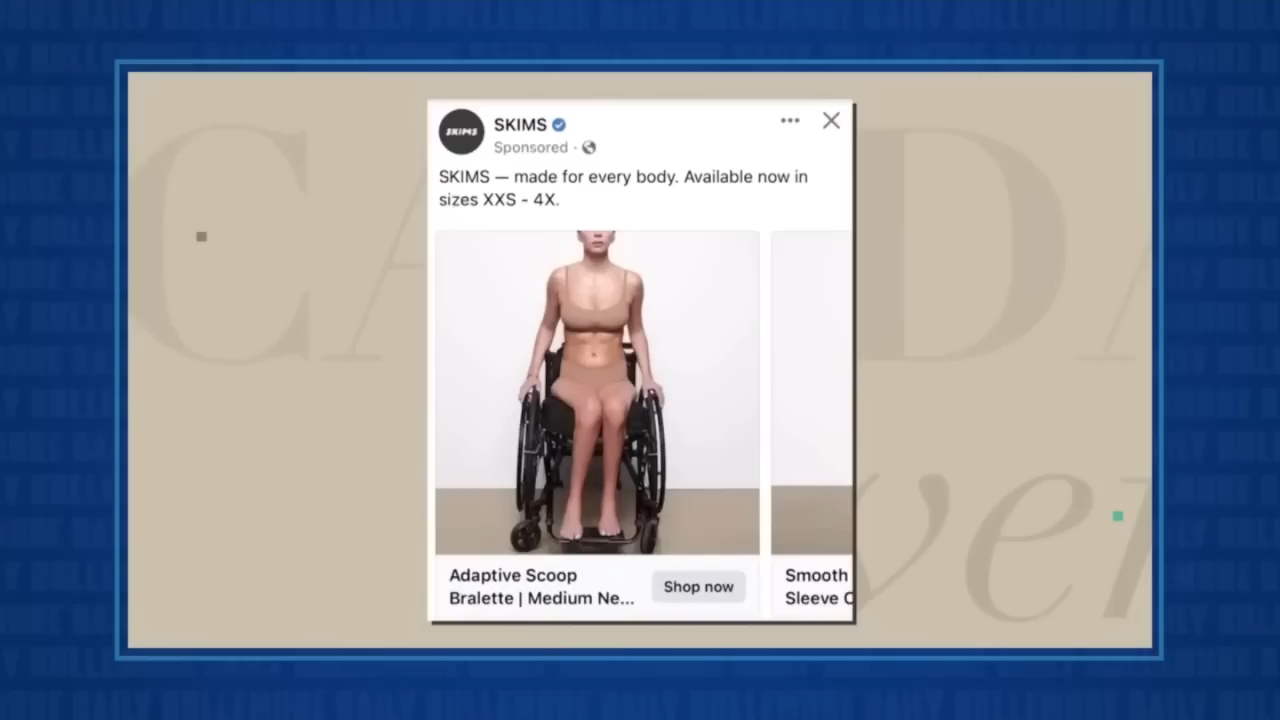 SKIMS
SKIMS
Sponsored ·
SKIMS — made for every body. Available now in
sizes XXS - 4X.
Adaptive Scoop
Bralette | Medium Ne...
Shop now
Smooth
Sleeve